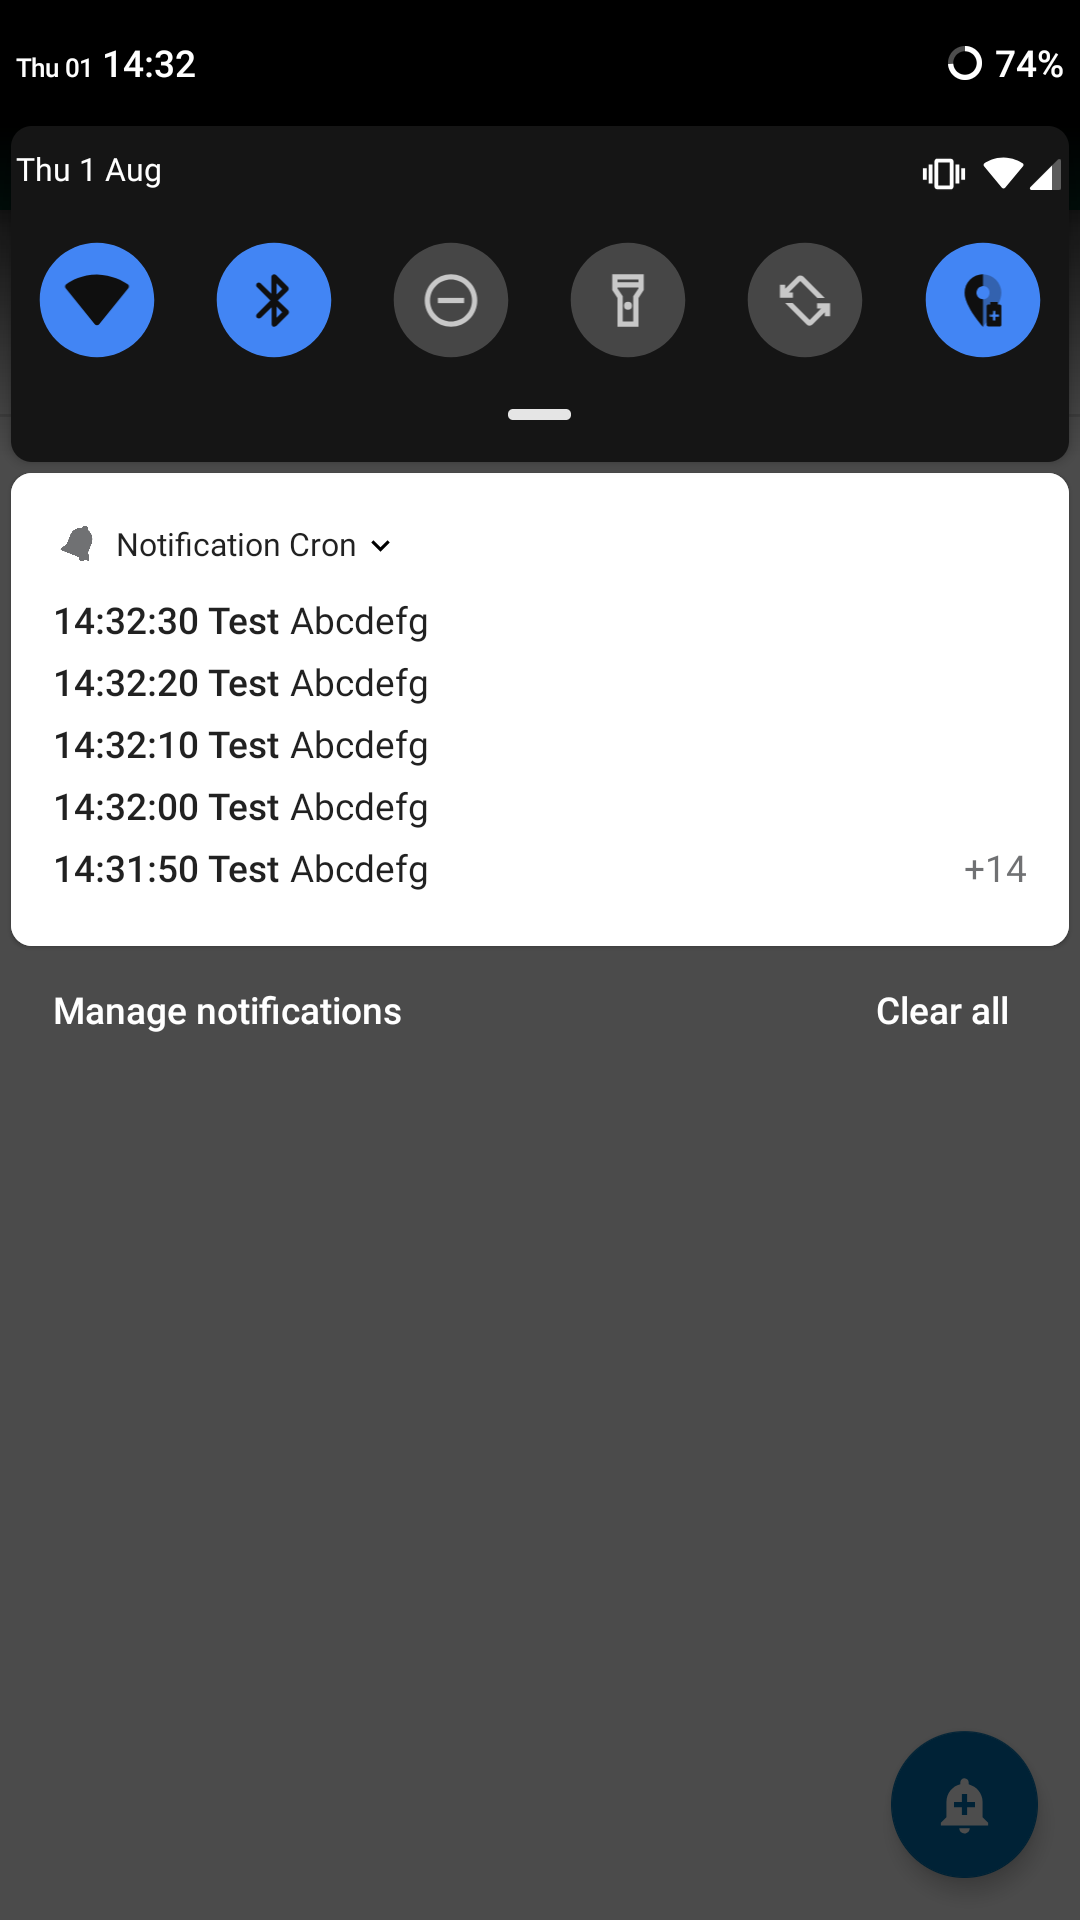 Thu 01 14:32 74%
Thu 1 Aug
Notification Cron
14:32:30 Test Abcdefg
14:32:20 Test Abcdefg
14:32:10 Test Abcdefg
14:32:00 Test Abcdefg
14:31:50 Test Abcdefg +14
Manage notifications Clear all